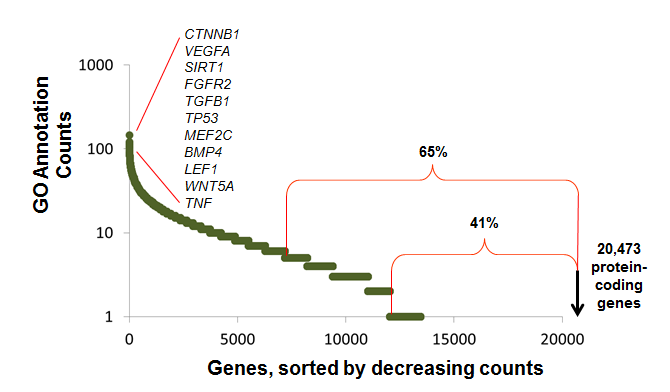 CTNNB1
VEGFA
SIRT1
FGFR2
TGFB1
TP53
MEF2C
BMP4
LEF1
WNT5A
TNF
GO Annotation
Counts
1000
100
10
1
65%
41%
20,473
protein-
coding
genes
0
5000
10000
15000
20000
Genes, sorted by decreasing counts